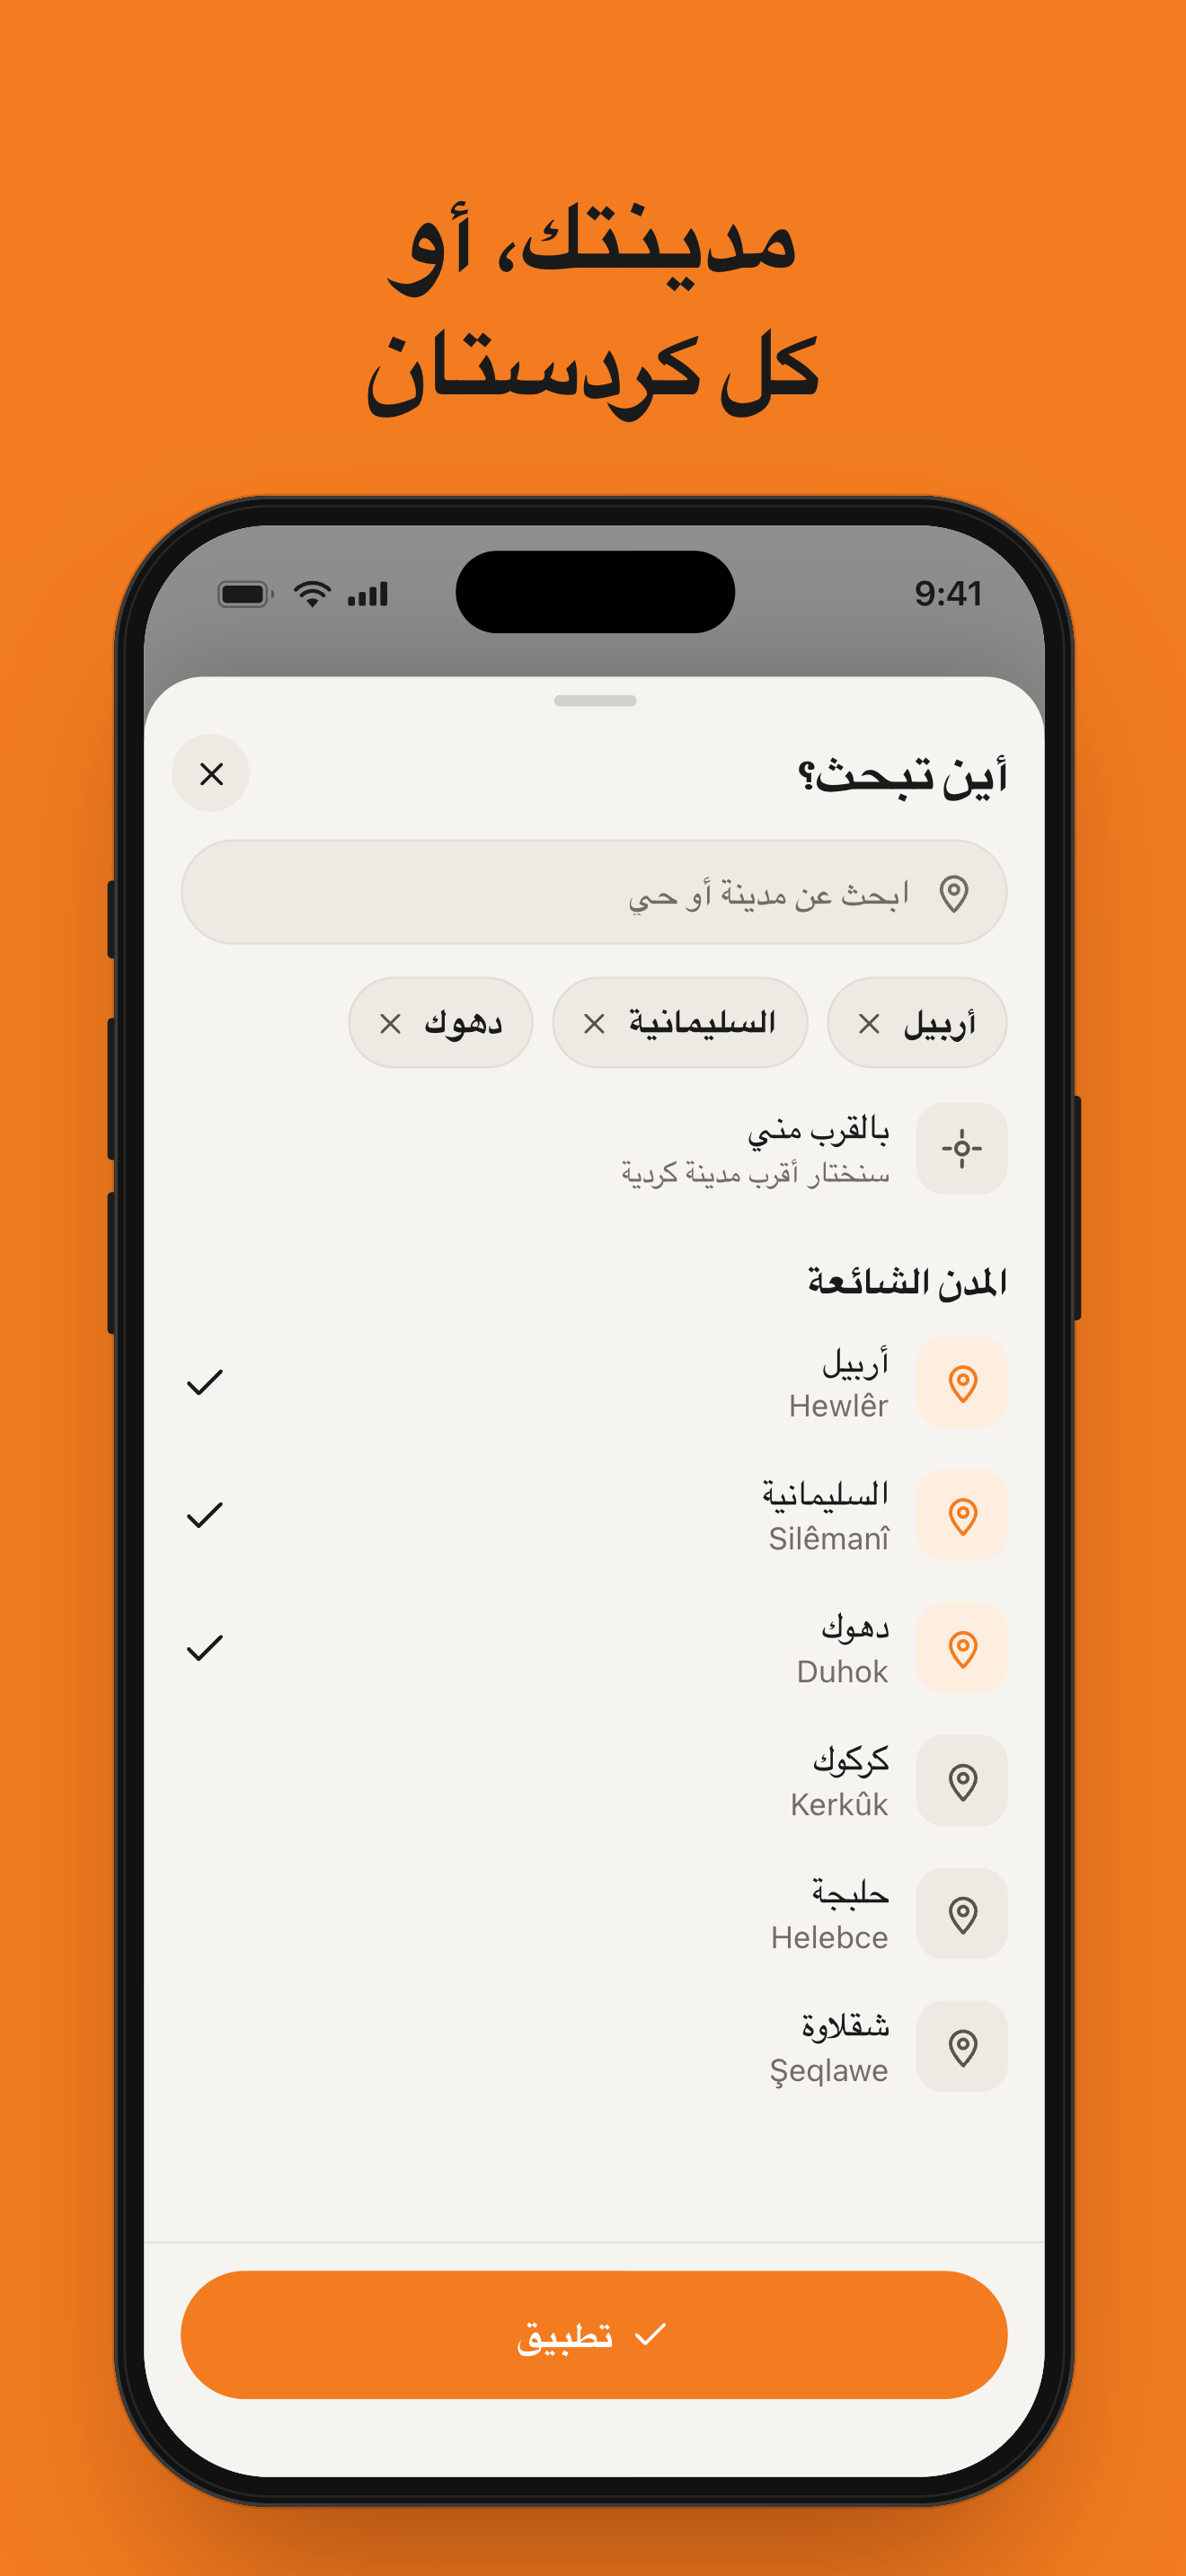 مدينتك، أو
كل كردستان
9:41
أين تبحث؟
ابحث عن مدينة أو حي
أربيل
السليمانية
دهوك
بالقرب مني
سنختار أقرب مدينة كردية
المدن الشائعة
أربيل
Hewlêr
السليمانية
Silêmanî
دهوك
Duhok
كركوك
Kerkûk
حلبجة
Helebce
شقلاوة
Şeqlawe
تطبيق